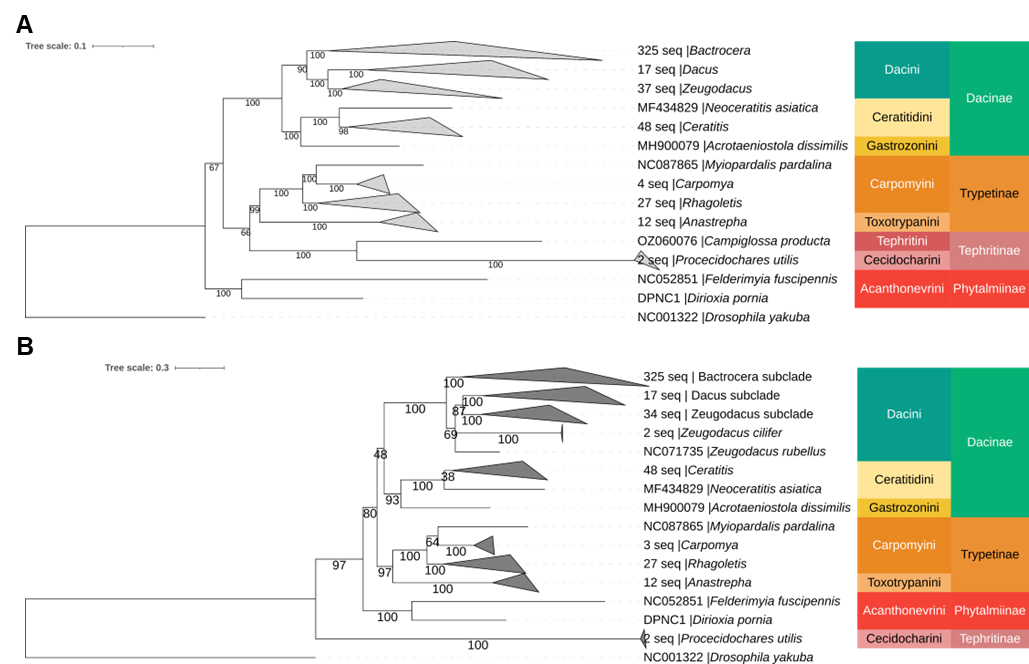 A
Tree scale: 0.1
325 seq |Bactrocera
17 seq |Dacus
37 seq |Zeugodacus
MF434829 |Neoceratitis asiatica
48 seq |Ceratitis
MH900079 |Acrotaeniostola dissimilis
NC087865 |Myiopardalis pardalina
4 seq |Carpomya
27 seq |Rhagoletis
12 seq |Anastrepha
OZ060076 |Campiglossa producta
2 seq |Procecidochares utilis
NC052851 |Felderimyia fuscipennis
DPNC1 |Dirioxia pornia
NC001322 |Drosophila yakuba
100
90
100
100
100
100
100
98
100
67
100
100
100
100
99
100
66
100
100
100
Dacini
Ceratitidini
Gastrozonini
Carpomyini
Toxotrypanini
Tephritini
Cecidocharini
Acanthonevrini
Dacinae
Trypetinae
Tephritinae
Phytalmiinae
B
Tree scale: 0.3
325 seq | Bactrocera subclade
17 seq | Dacus subclade
34 seq | Zeugodacus subclade
2 seq |Zeugodacus cilifer
NC071735 |Zeugodacus rubellus
48 seq |Ceratitis
MF434829 |Neoceratitis asiatica
MH900079 |Acrotaeniostola dissimilis
NC087865 |Myiopardalis pardalina
3 seq |Carpomya
27 seq |Rhagoletis
12 seq |Anastrepha
NC052851 |Felderimyia fuscipennis
DPNC1 |Dirioxia pornia
2 seq |Procecidochares utilis
NC001322 |Drosophila yakuba
100
100
100
87
100
69
100
48
38
100
93
80
64
100
100
100
97
97
100
100
100
Dacini
Ceratitidini
Gastrozonini
Carpomyini
Toxotrypanini
Acanthonevrini
Cecidocharini
Dacinae
Trypetinae
Phytalmiinae
Tephritinae